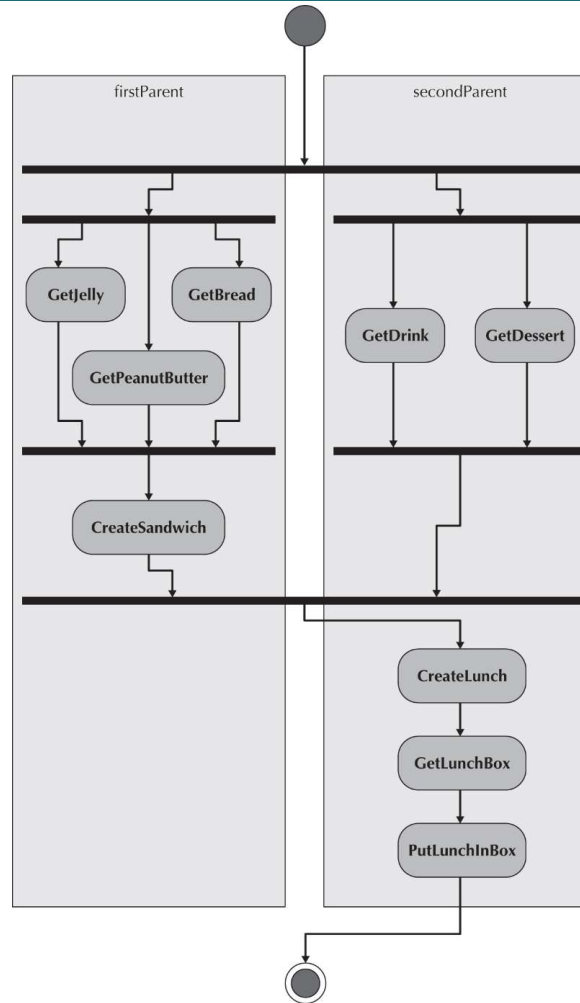 firstParent
secondParent
GetJelly
GetBread
GetDrink
GetDessert
GetPeanutButter
CreateSandwich
CreateLunch
GetLunchBox
PutLunchInBox